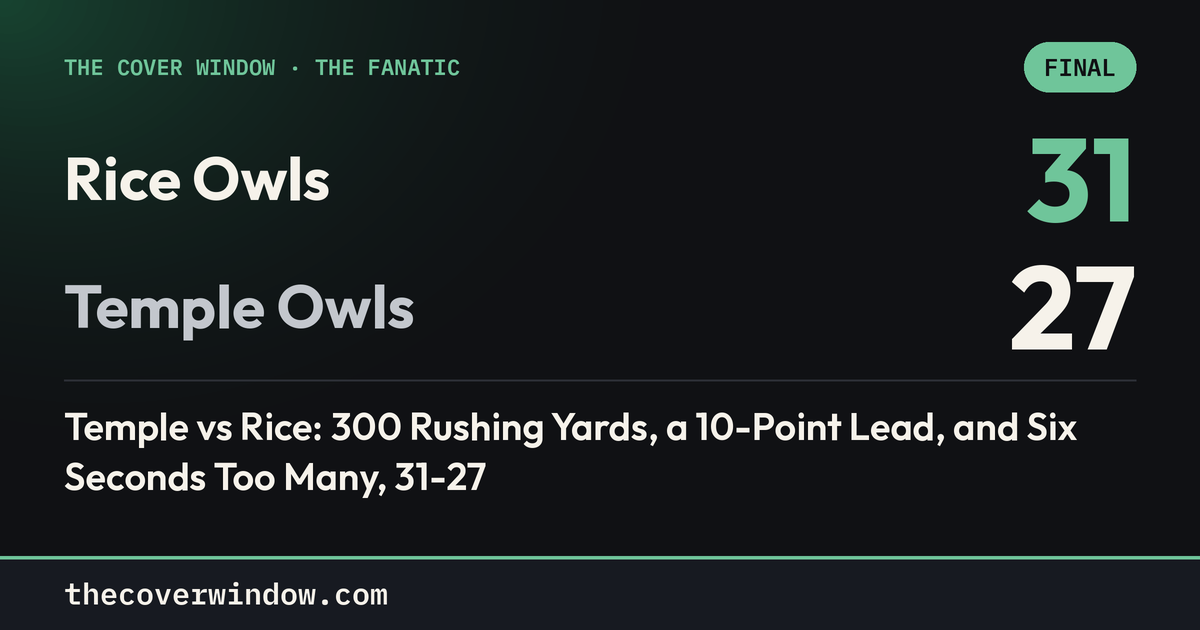 THE COVER WINDOW · THE FANATIC
FINAL
Rice Owls
31
Temple Owls
27
Temple vs Rice: 300 Rushing Yards, a 10-Point Lead, and Six
Seconds Too Many, 31-27
thecoverwindow.com